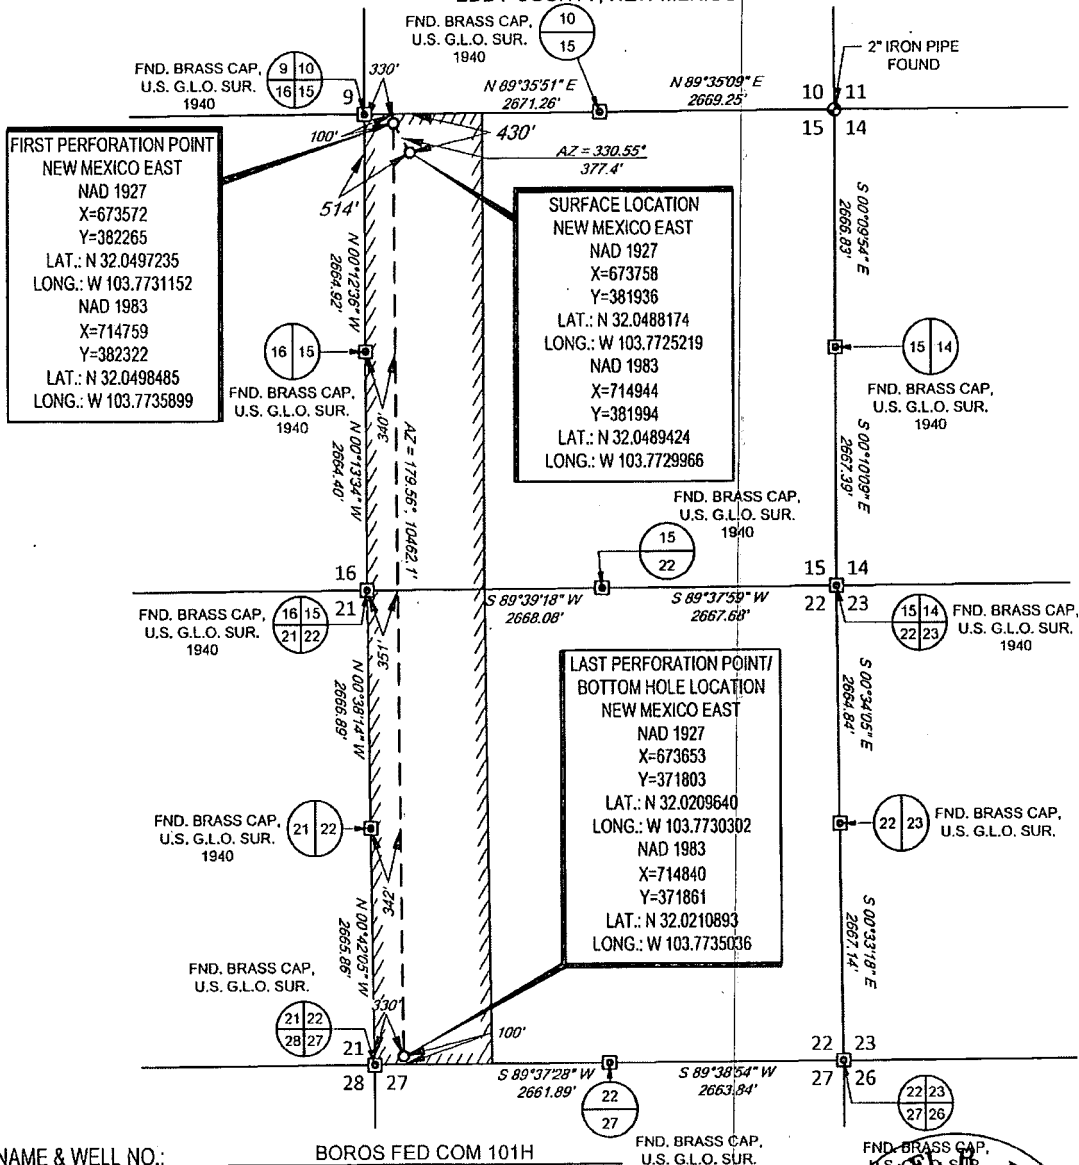 FND. BRASS CAP,
U.S. G.L.O. SUR.
1940
10
15
2" IRON PIPE
FOUND
FND. BRASS CAP,
U.S. G.L.O. SUR.
1940
9 10
16 15
330'
9
N 89°35'51" E
2671.26'
N 89°35'09" E
2669.25'
10 11
15 14
100'
430'
AZ = 330.55°
377.4'
514'
FIRST PERFORATION POINT
NEW MEXICO EAST
NAD 1927
X=673572
Y=382265
LAT.: N 32.0497235
LONG.: W 103.7731152
NAD 1983
X=714759
Y=382322
LAT.: N 32.0498485
LONG.: W 103.7735899
SURFACE LOCATION
NEW MEXICO EAST
NAD 1927
X=673758
Y=381936
LAT.: N 32.0488174
LONG.: W 103.7725219
NAD 1983
X=714944
Y=381994
LAT.: N 32.0489424
LONG.: W 103.7729966
S 00°09'54" E
2666.83'
N 00°12'36" W
2664.92'
16 15
FND. BRASS CAP,
U.S. G.L.O. SUR.
1940
15 14
FND. BRASS CAP,
U.S. G.L.O. SUR.
1940
340'
N 00°13'34" W
2664.40'
AZ = 179.56°, 10462.1'
S 00°10'09" E
2667.39'
FND. BRASS CAP,
U.S. G.L.O. SUR.
1940
15
22
16
21
15 14
22 23
S 89°39'18" W
2668.08'
S 89°37'59" W
2667.68'
FND. BRASS CAP,
U.S. G.L.O. SUR.
1940
16 15
21 22
15 14
22 23
FND. BRASS CAP,
U.S. G.L.O. SUR.
1940
351'
N 00°38'14" W
2666.89'
S 00°34'05" E
2664.84'
LAST PERFORATION POINT/
BOTTOM HOLE LOCATION
NEW MEXICO EAST
NAD 1927
X=673653
Y=371803
LAT.: N 32.0209640
LONG.: W 103.7730302
NAD 1983
X=714840
Y=371861
LAT.: N 32.0210893
LONG.: W 103.7735036
FND. BRASS CAP,
U.S. G.L.O. SUR.
1940
21 22
22 23
FND. BRASS CAP,
U.S. G.L.O. SUR.
342'
N 00°42'05" W
2665.86'
S 00°33'18" E
2667.14'
FND. BRASS CAP,
U.S. G.L.O. SUR.
21 22
28 27
330'
100'
21
28 27
22 23
27 26
S 89°37'28" W
2661.89'
S 89°38'54" W
2663.84'
22
27
22 23
27 26
FND. BRASS CAP,
U.S. G.L.O. SUR.
FND. BRASS CAP,
NAME & WELL NO.:
BOROS FED COM 101H